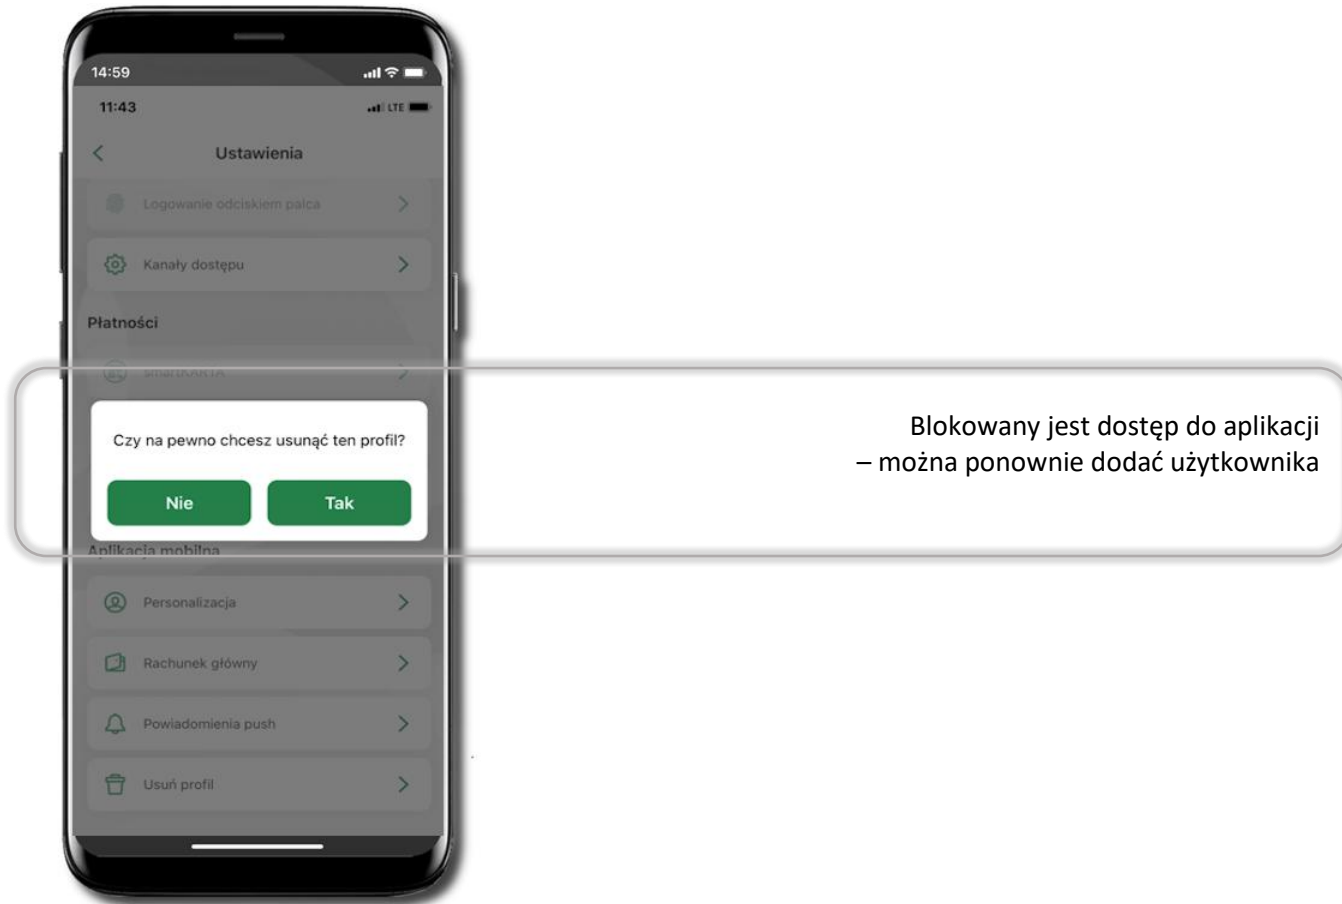 14:59
11:43
LTE
Ustawienia
Logowanie odciskiem palca
Kanały dostępu
Płatności
smartKARTA
Czy na pewno chcesz usunąć ten profil?
Nie
Tak
Blokowany jest dostęp do aplikacji
– można ponownie dodać użytkownika
Aplikacja mobilna
Personalizacja
Rachunek główny
Powiadomienia push
Usuń profil